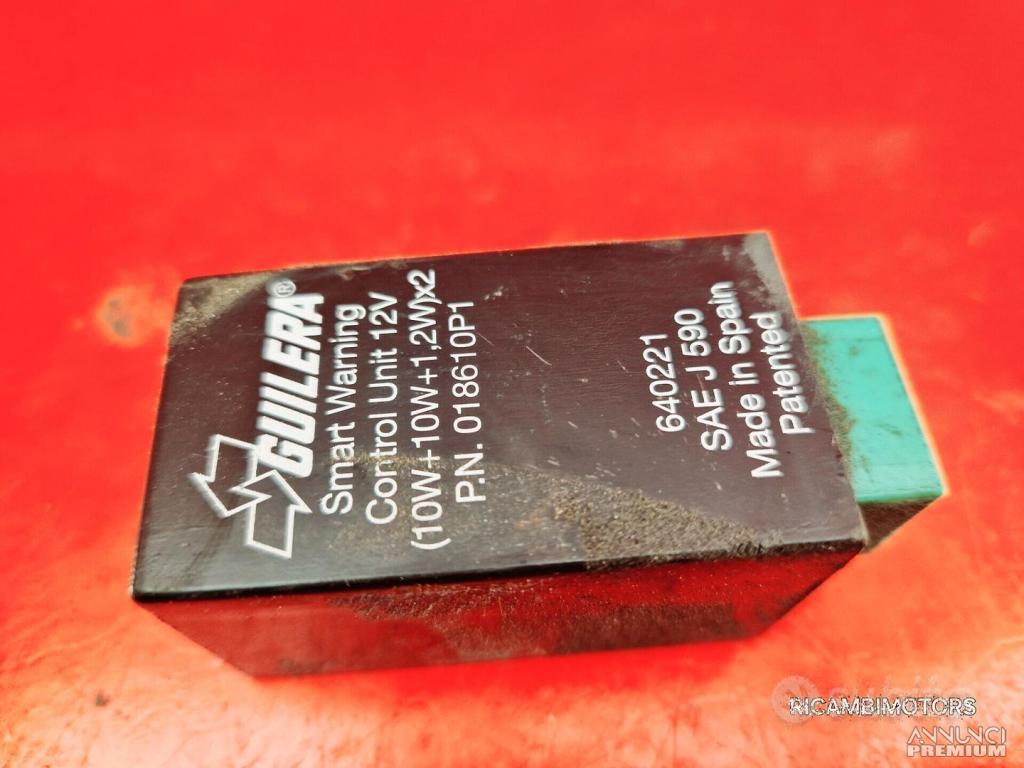 GUILERA®
Smart Warning
Control Unit 12V
(10W+10W+1,2W)x2
P.N. 018610P1
640221
SAE J 590
Made in Spain
Patented
RICAMBIMOTORS
ANNUNCI
PREMIUM